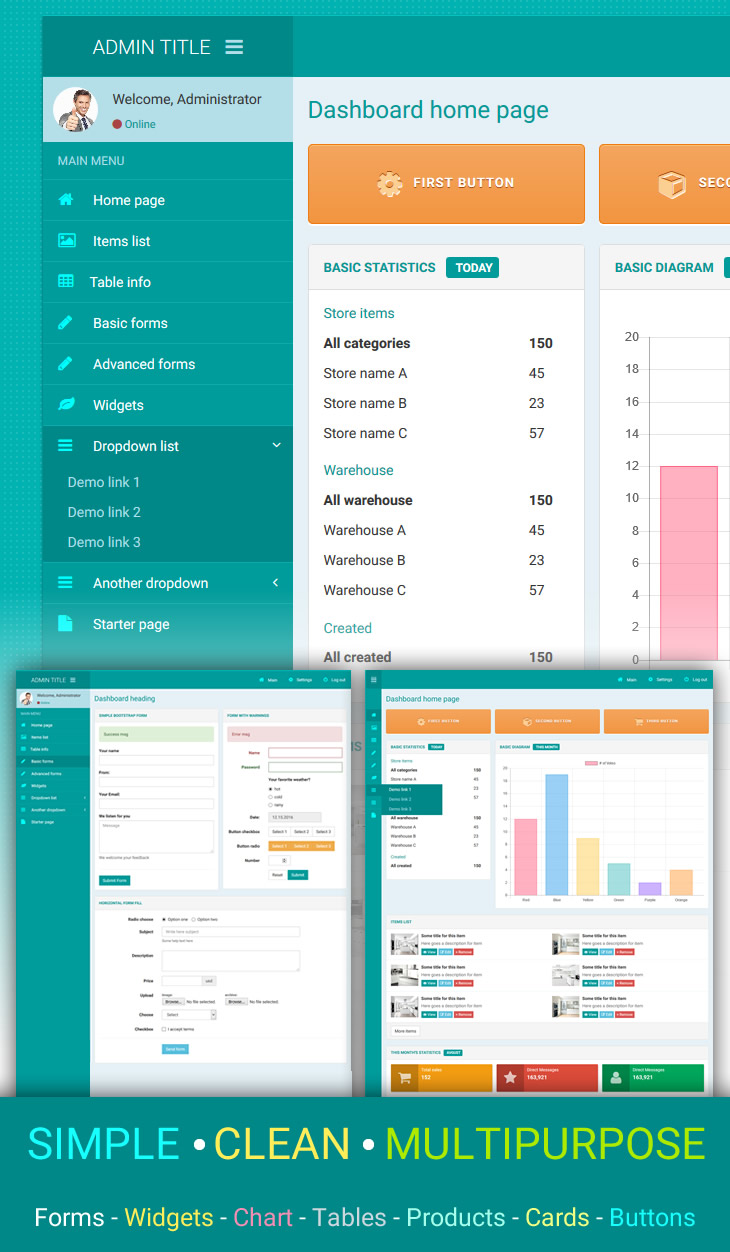 ADMIN TITLE
Welcome, Administrator
Online
MAIN MENU
Home page
Items list
Table info
Basic forms
Advanced forms
Widgets
Dropdown list
Demo link 1
Demo link 2
Demo link 3
Another dropdown
Starter page
Dashboard home page
FIRST BUTTON
SECO
BASIC STATISTICS TODAY
Store items
All categories 150
Store name A 45
Store name B 23
Store name C 57
Warehouse
All warehouse 150
Warehouse A 45
Warehouse B 23
Warehouse C 57
Created
All created 150
BASIC DIAGRAM
20
18
16
14
12
10
8
6
4
2
0
ADMIN TITLE
Main Settings Log out
Welcome, Administrator
Online
MAIN MENU
Home page
Items list
Table info
Basic forms
Advanced forms
Widgets
Dropdown list
Another dropdown
Starter page
Dashboard heading
SIMPLE BOOTSTRAP FORM
Success msg
Your name
From:
Your Email:
We listen for you
Message
We welcome your feedback
Submit Form
FORM WITH WARNINGS
Error msg
Name
Password
Your favorite weather?
hot
cold
rainy
Date: 12.10.2016
Button checkbox Select 1 Select 2 Select 3
Button radio Select 1 Select 2 Select 3
Number
Reset Submit
HORIZONTAL FORM FILL
Radio choose Option one Option two
Subject Write here subject
Some help text here
Description
Price
Upload
Browse... No file selected. Browse... No file selected.
Choose Select
Checkbox I accept terms
Send form
Main Settings Log out
Dashboard home page
FIRST BUTTON SECOND BUTTON THIRD BUTTON
BASIC STATISTICS TODAY
Store items
All categories 150
Store name A 45
Demo link 1 23
Demo link 2 57
Demo link 3
All warehouse 150
Warehouse A 45
Warehouse B 23
Warehouse C 57
Created
All created 150
BASIC DIAGRAM THIS MONTH
# of Votes
20
18
16
14
12
10
8
6
4
2
0
Red Blue Yellow Green Purple Orange
ITEMS LIST
Some title for this item Some title for this item
Here goes a description for item Here goes a description for item
View Edit Remove View Edit Remove
Some title for this item Some title for this item
Here goes a description for item Here goes a description for item
View Edit Remove View Edit Remove
Some title for this item Some title for this item
Here goes a description for item Here goes a description for item
View Edit Remove View Edit Remove
More items
THIS MONTH'S STATISTICS
Total sales Direct Messages Direct Messages
152 163,921 163,921
SIMPLE • CLEAN • MULTIPURPOSE
Forms - Widgets - Chart - Tables - Products - Cards - Buttons